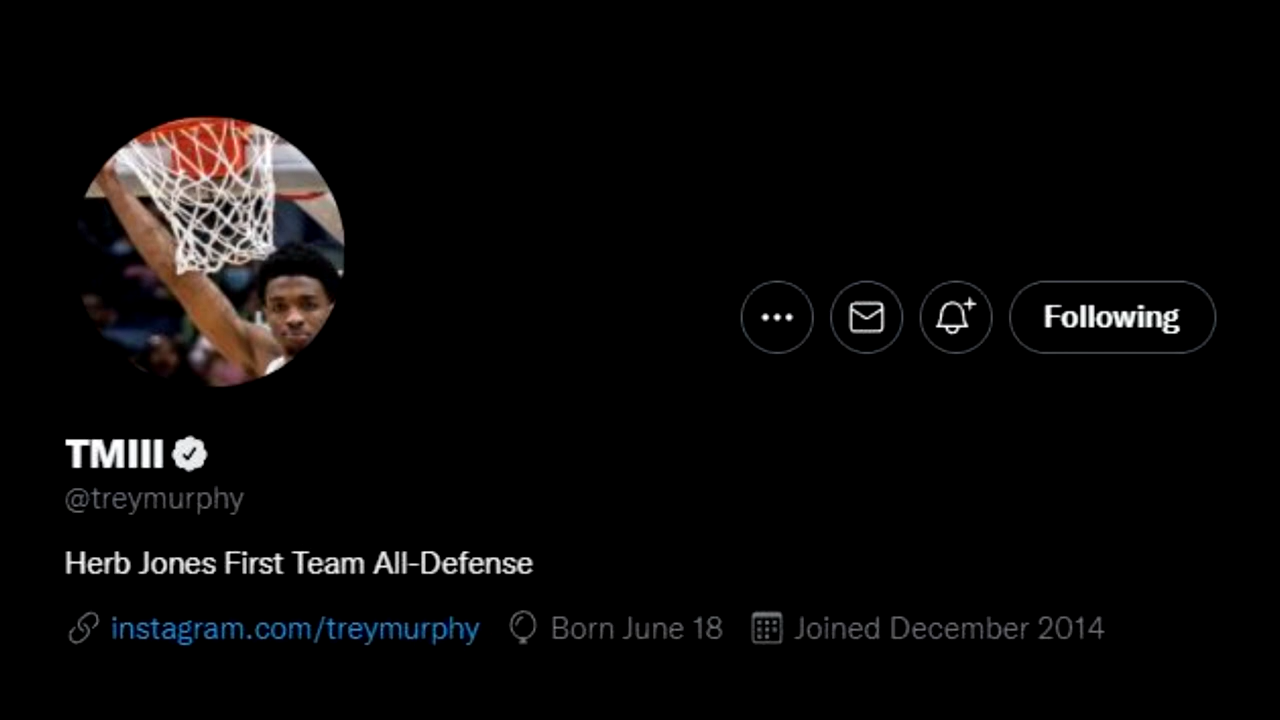 Following
TMIII
@treymurphy
Herb Jones First Team All-Defense
instagram.com/treymurphy Born June 18 Joined December 2014